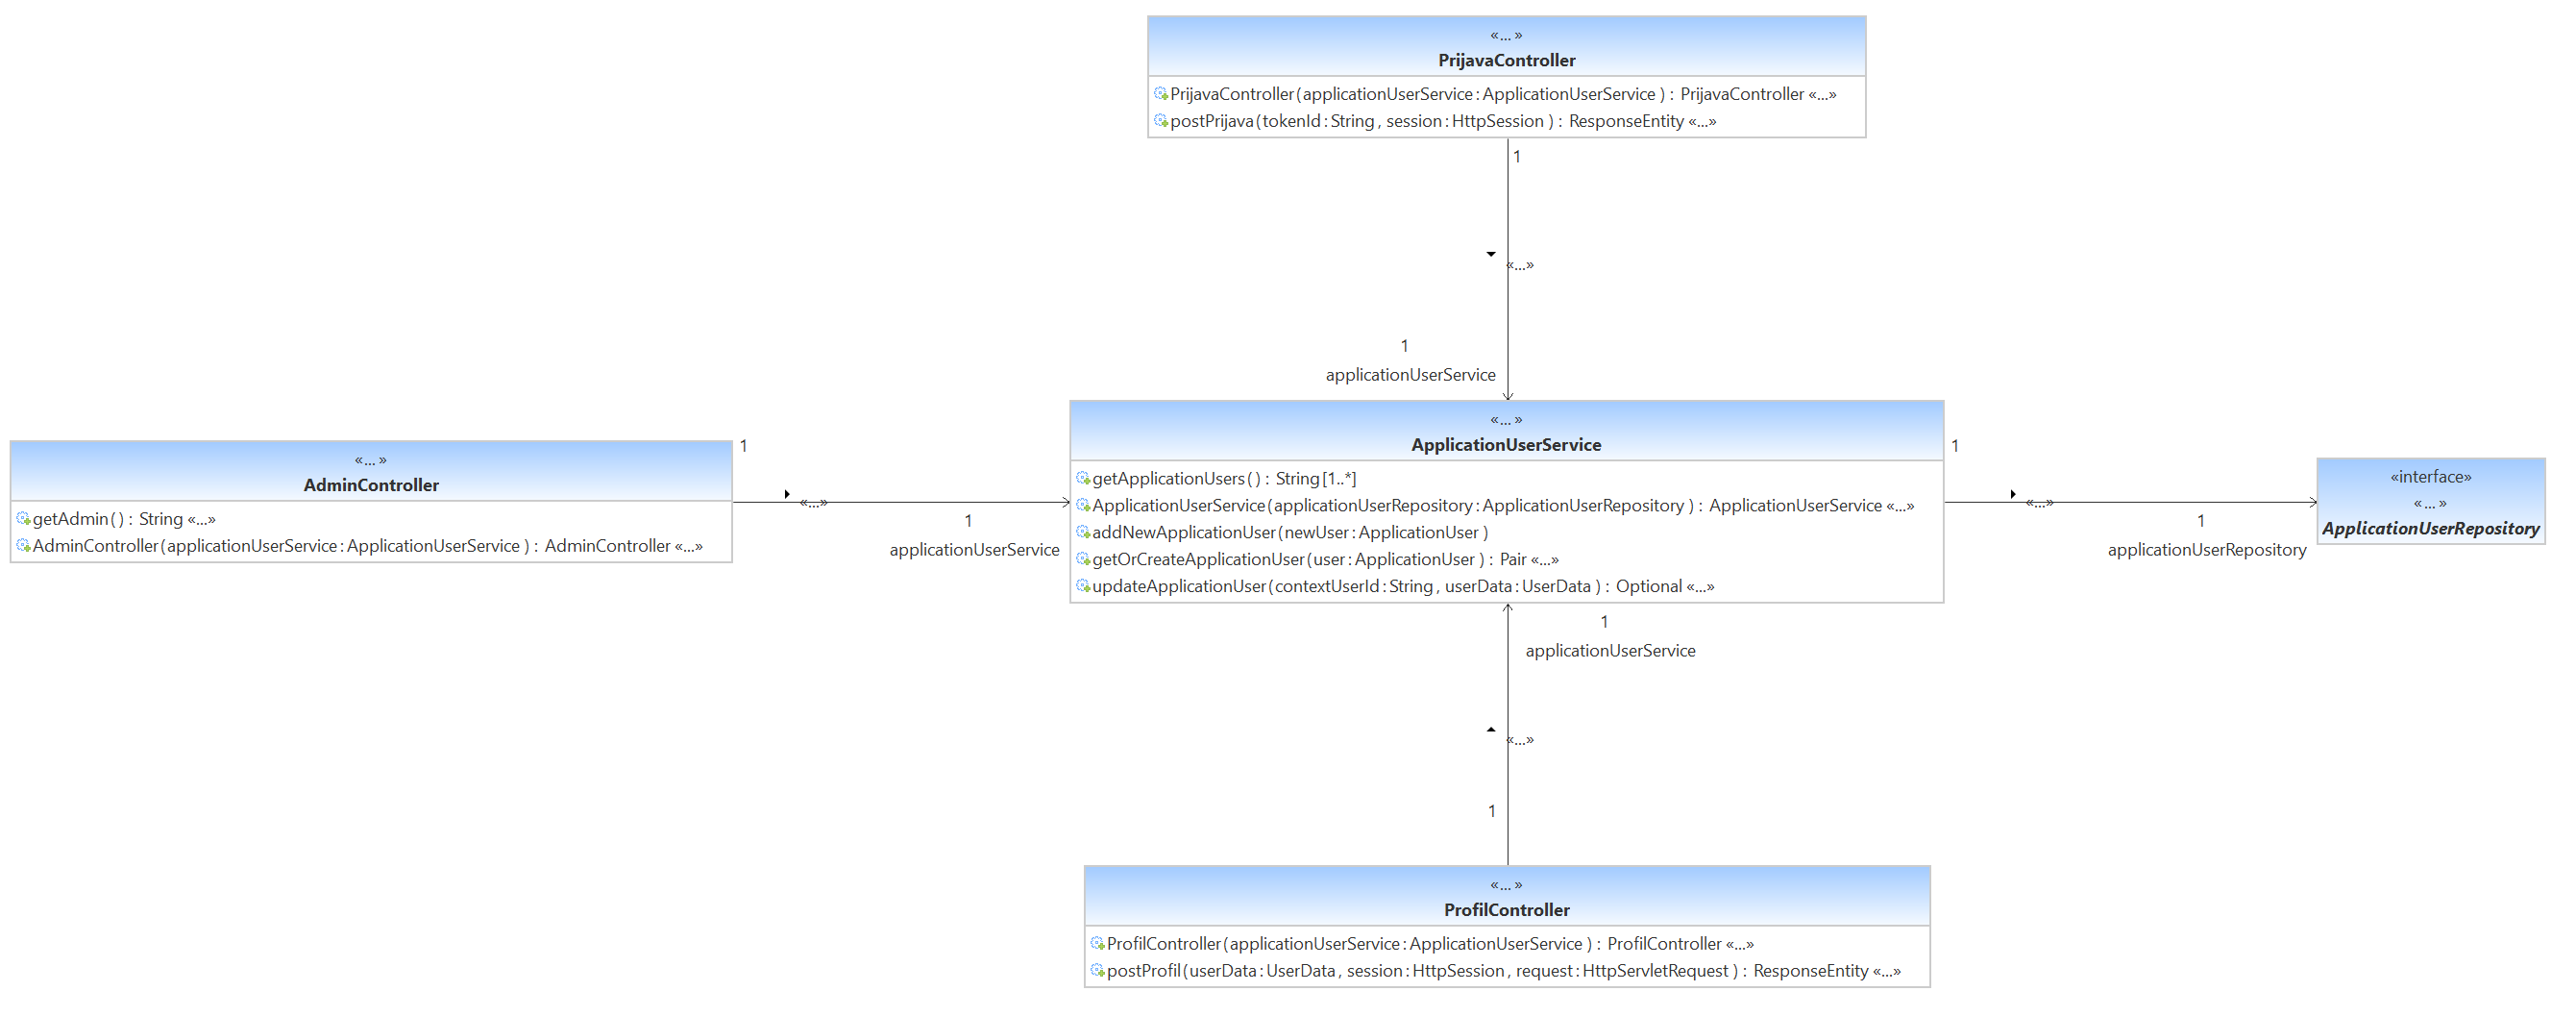 «...»
PrijavaController
PrijavaController(applicationUserService:ApplicationUserService): PrijavaController «...»
postPrijava(tokenId:String, session:HttpSession): ResponseEntity «...»
1
«...»
1
applicationUserService
«...»
AdminController
getAdmin(): String «...»
AdminController(applicationUserService:ApplicationUserService): AdminController «...»
1
«...»
1
applicationUserService
«...»
ApplicationUserService
getApplicationUsers(): String[1..*]
ApplicationUserService(applicationUserRepository:ApplicationUserRepository): ApplicationUserService «...»
addNewApplicationUser(newUser:ApplicationUser)
getOrCreateApplicationUser(user:ApplicationUser): Pair «...»
updateApplicationUser(contextUserId:String, userData:UserData): Optional «...»
1
«...»
1
applicationUserRepository
«interface»
«...»
ApplicationUserRepository
1
applicationUserService
«...»
1
«...»
ProfilController
ProfilController(applicationUserService:ApplicationUserService): ProfilController «...»
postProfil(userData:UserData, session:HttpSession, request:HttpServletRequest): ResponseEntity «...»